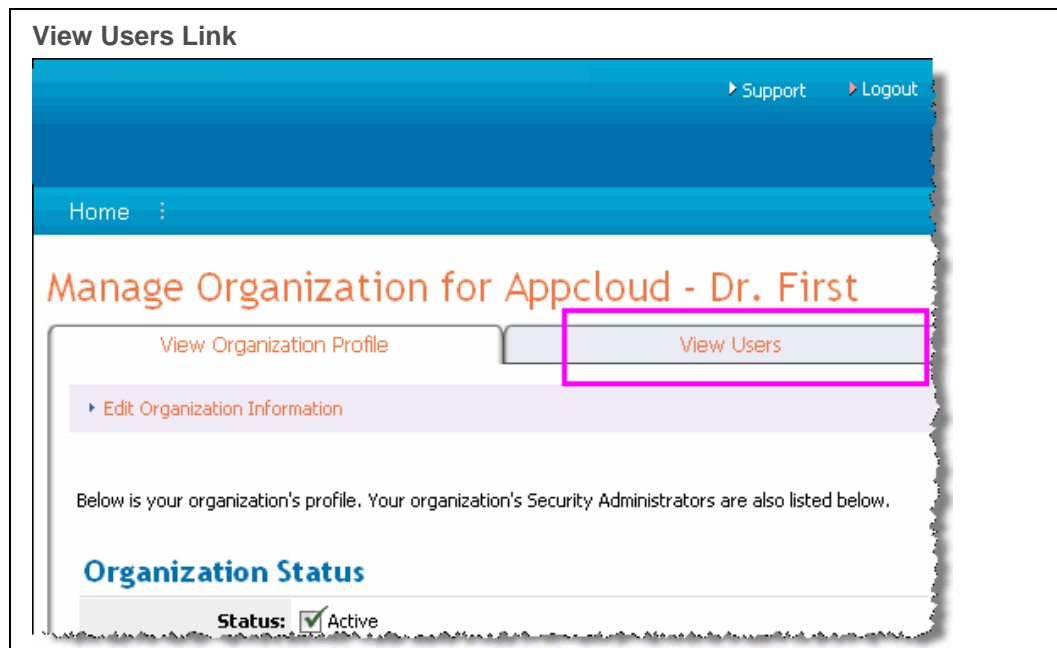 View Users Link
Support Logout
Home
Manage Organization for Appcloud - Dr. First
View Organization Profile View Users
Edit Organization Information
Below is your organization's profile. Your organization's Security Administrators are also listed below.
Organization Status
Status: Active